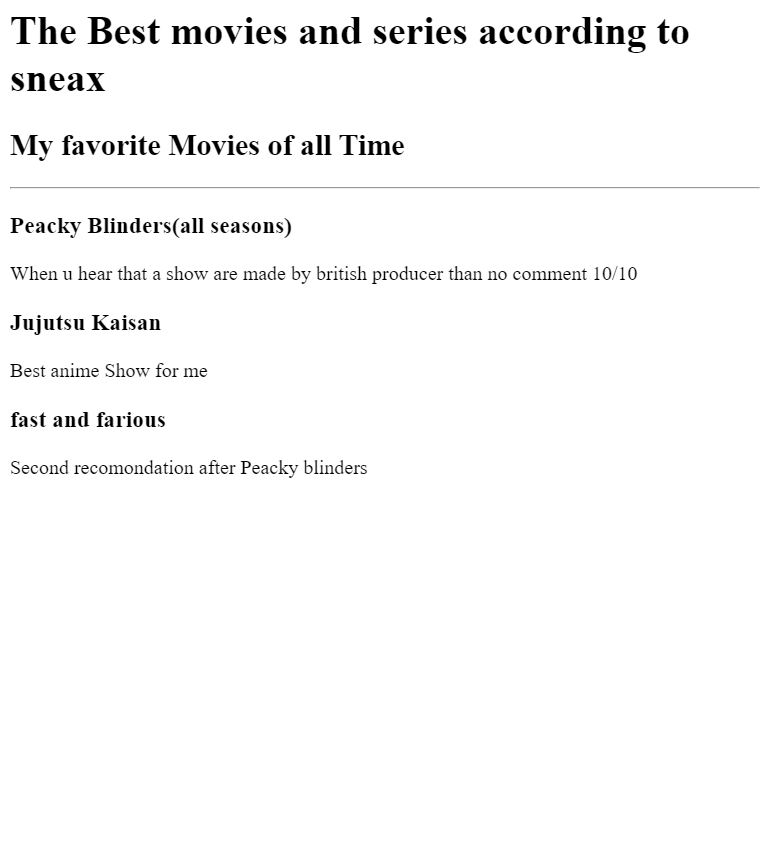 The Best movies and series according to
sneax
My favorite Movies of all Time
Peacky Blinders(all seasons)
When u hear that a show are made by british producer than no comment 10/10
Jujutsu Kaisan
Best anime Show for me
fast and farious
Second recomondation after Peacky blinders